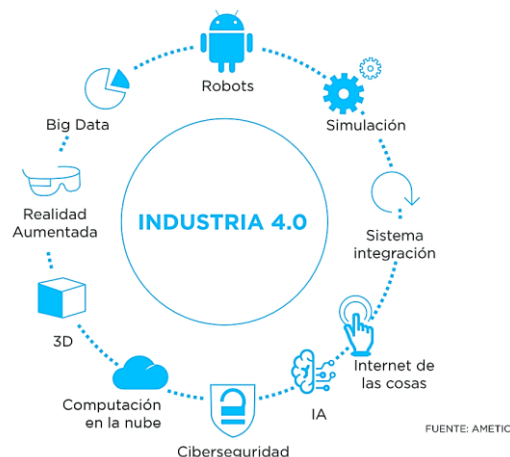 Robots
Simulación
Sistema
integración
Internet de
las cosas
IA
Ciberseguridad
Computación
en la nube
3D
Realidad
Aumentada
Big Data
INDUSTRIA 4.0
FUENTE: AMETIC